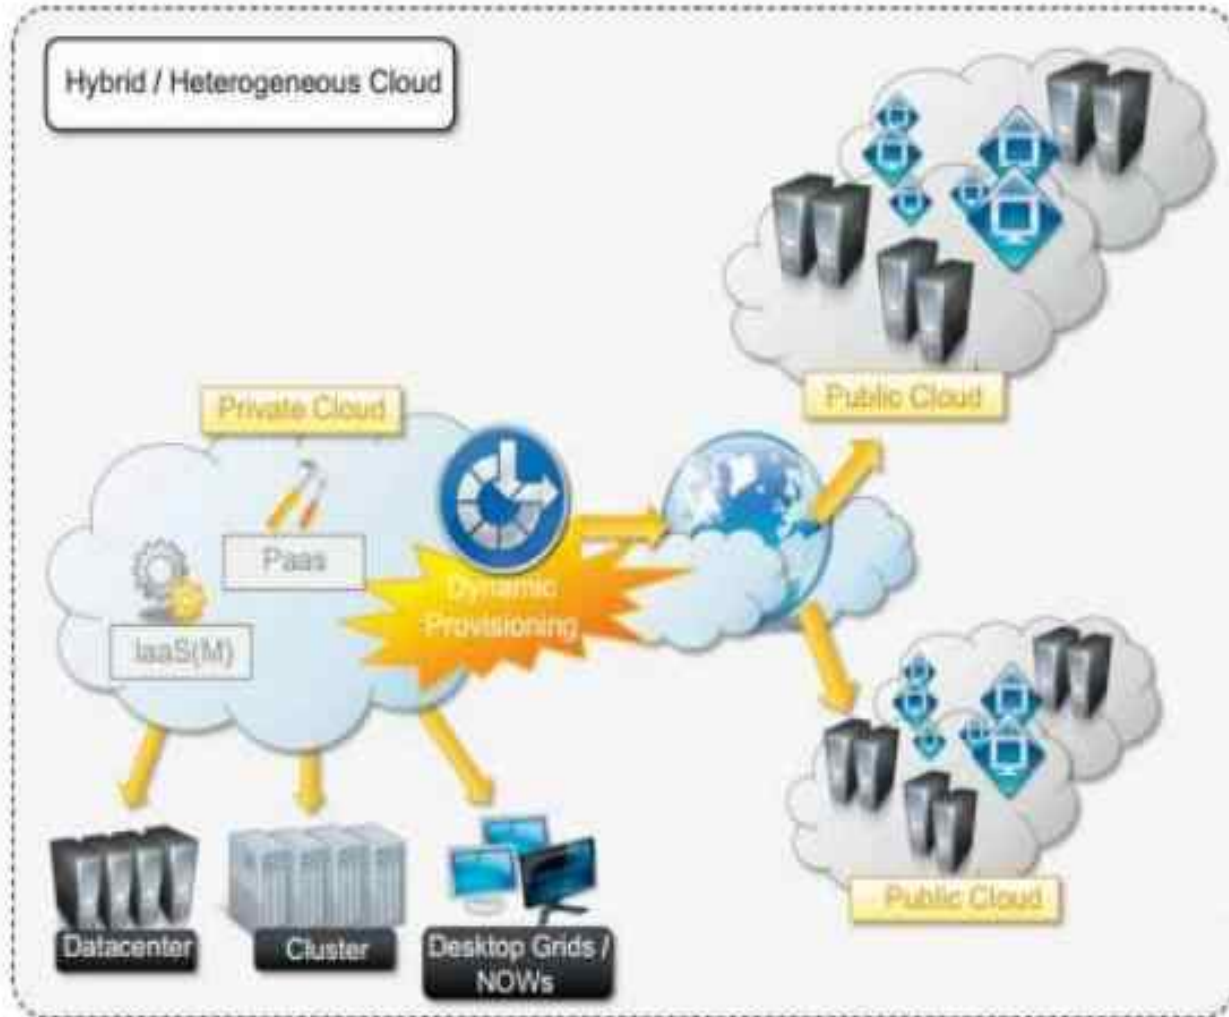 Hybrid / Heterogeneous Cloud
Public Cloud
Private Cloud
Paas
Dynamic
Provisioning
IaaS(M)
Public Cloud
Datacenter
Cluster
Desktop Grids /
NOWs